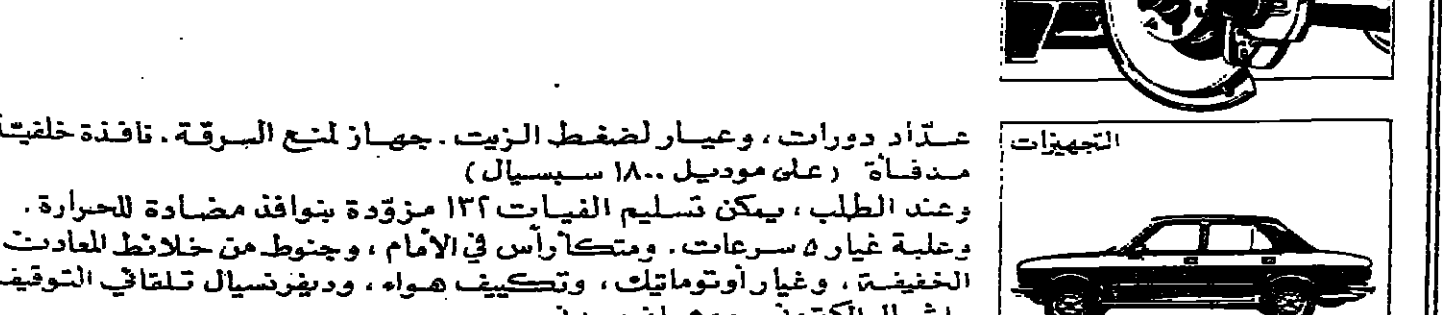 التجهيزات
عدّاد دورات ، وعيار لضغط الزيت . جهاز لمنع السرقة . نافذة خلفيّة
مدفأة ( على موديل ١٨٠٠ سبسيال )
وعند الطلب ، يمكن تسليم الفيات ١٣٢ مزوّدة بنوافذ مضادة للحرارة .
وعلبة غيار ٥ سرعات . ومتكأ رأس في الأمام ، وجنوط من خلائط المعادن
الخفيفة ، وغيار أوتوماتيك ، وتكييف هواء ، وديفرنسيال تلقائي التوقيف